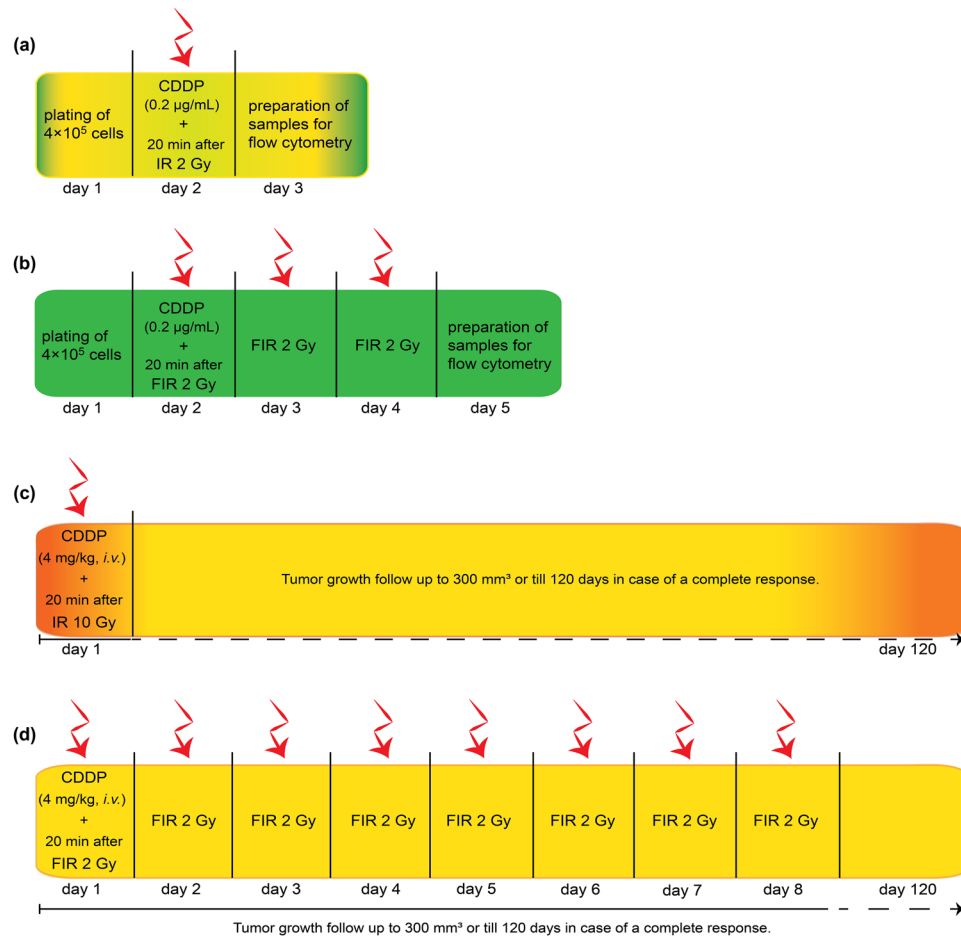 (a)
plating of
4×10⁵ cells
CDDP
(0.2 µg/mL)
+
20 min after
IR 2 Gy
preparation of
samples for
flow cytometry
day 1
day 2
day 3
(b)
plating of
4×10⁵ cells
CDDP
(0.2 µg/mL)
+
20 min after
FIR 2 Gy
FIR 2 Gy
FIR 2 Gy
preparation of
samples for
flow cytometry
day 1
day 2
day 3
day 4
day 5
(c)
CDDP
(4 mg/kg, i.v.)
+
20 min after
IR 10 Gy
Tumor growth follow up to 300 mm³ or till 120 days in case of a complete response.
day 1
day 120
(d)
CDDP
(4 mg/kg, i.v.)
+
20 min after
FIR 2 Gy
FIR 2 Gy
FIR 2 Gy
FIR 2 Gy
FIR 2 Gy
FIR 2 Gy
FIR 2 Gy
FIR 2 Gy
day 1
day 2
day 3
day 4
day 5
day 6
day 7
day 8
day 120
Tumor growth follow up to 300 mm³ or till 120 days in case of a complete response.